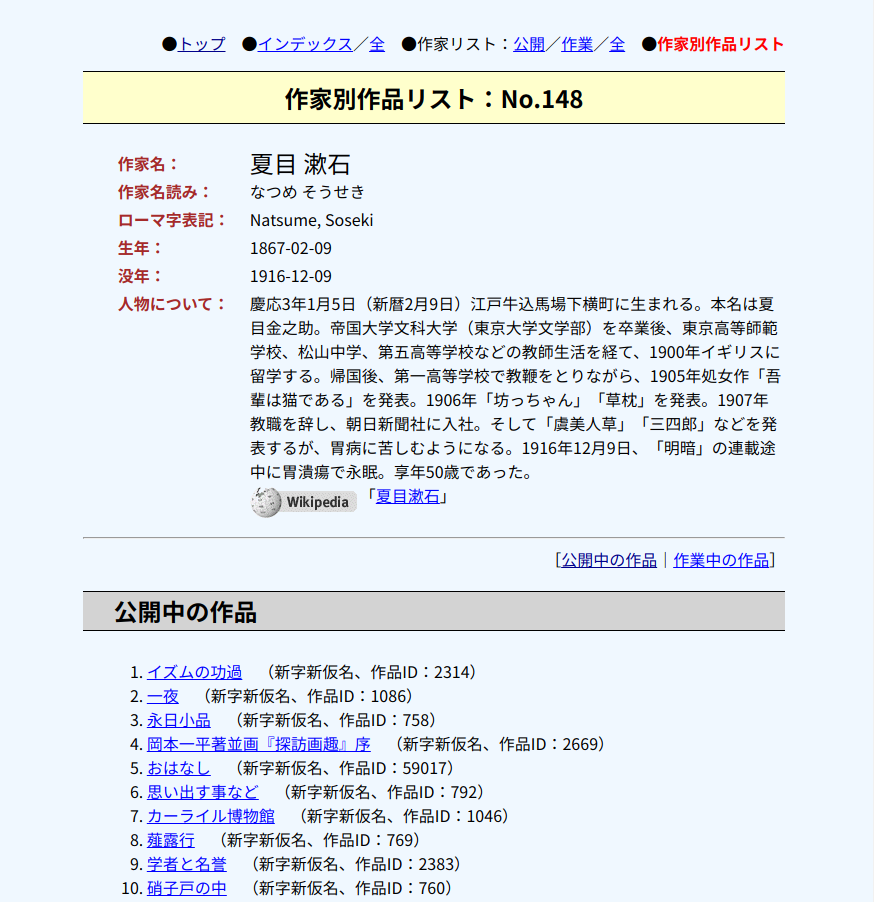 ●トップ ●インデックス／全 ●作家リスト：公開／作業／全 ●作家別作品リスト
作家別作品リスト：No.148
作家名： 夏目 漱石
作家名読み： なつめ そうせき
ローマ字表記： Natsume, Soseki
生年： 1867-02-09
没年： 1916-12-09
人物について： 慶応3年1月5日（新暦2月9日）江戸牛込馬場下横町に生まれる。本名は夏
目金之助。帝国大学文科大学（東京大学文学部）を卒業後、東京高等師範
学校、松山中学、第五高等学校などの教師生活を経て、1900年イギリスに
留学する。帰国後、第一高等学校で教鞭をとりながら、1905年処女作「吾
輩は猫である」を発表。1906年「坊っちゃん」「草枕」を発表。1907年
教職を辞し、朝日新聞社に入社。そして「虞美人草」「三四郎」などを発
表するが、胃病に苦しむようになる。1916年12月9日、「明暗」の連載途
中に胃潰瘍で永眠。享年50歳であった。
Wikipedia 「夏目漱石」
［公開中の作品｜作業中の作品］
公開中の作品
1. イズムの功過 （新字新仮名、作品ID：2314）
2. 一夜 （新字新仮名、作品ID：1086）
3. 永日小品 （新字新仮名、作品ID：758）
4. 岡本一平著並画『探訪画趣』序 （新字新仮名、作品ID：2669）
5. おはなし （新字新仮名、作品ID：59017）
6. 思い出す事など （新字新仮名、作品ID：792）
7. カーライル博物館 （新字新仮名、作品ID：1046）
8. 薤露行 （新字新仮名、作品ID：769）
9. 学者と名誉 （新字新仮名、作品ID：2383）
10. 硝子戸の中 （新字新仮名、作品ID：760）